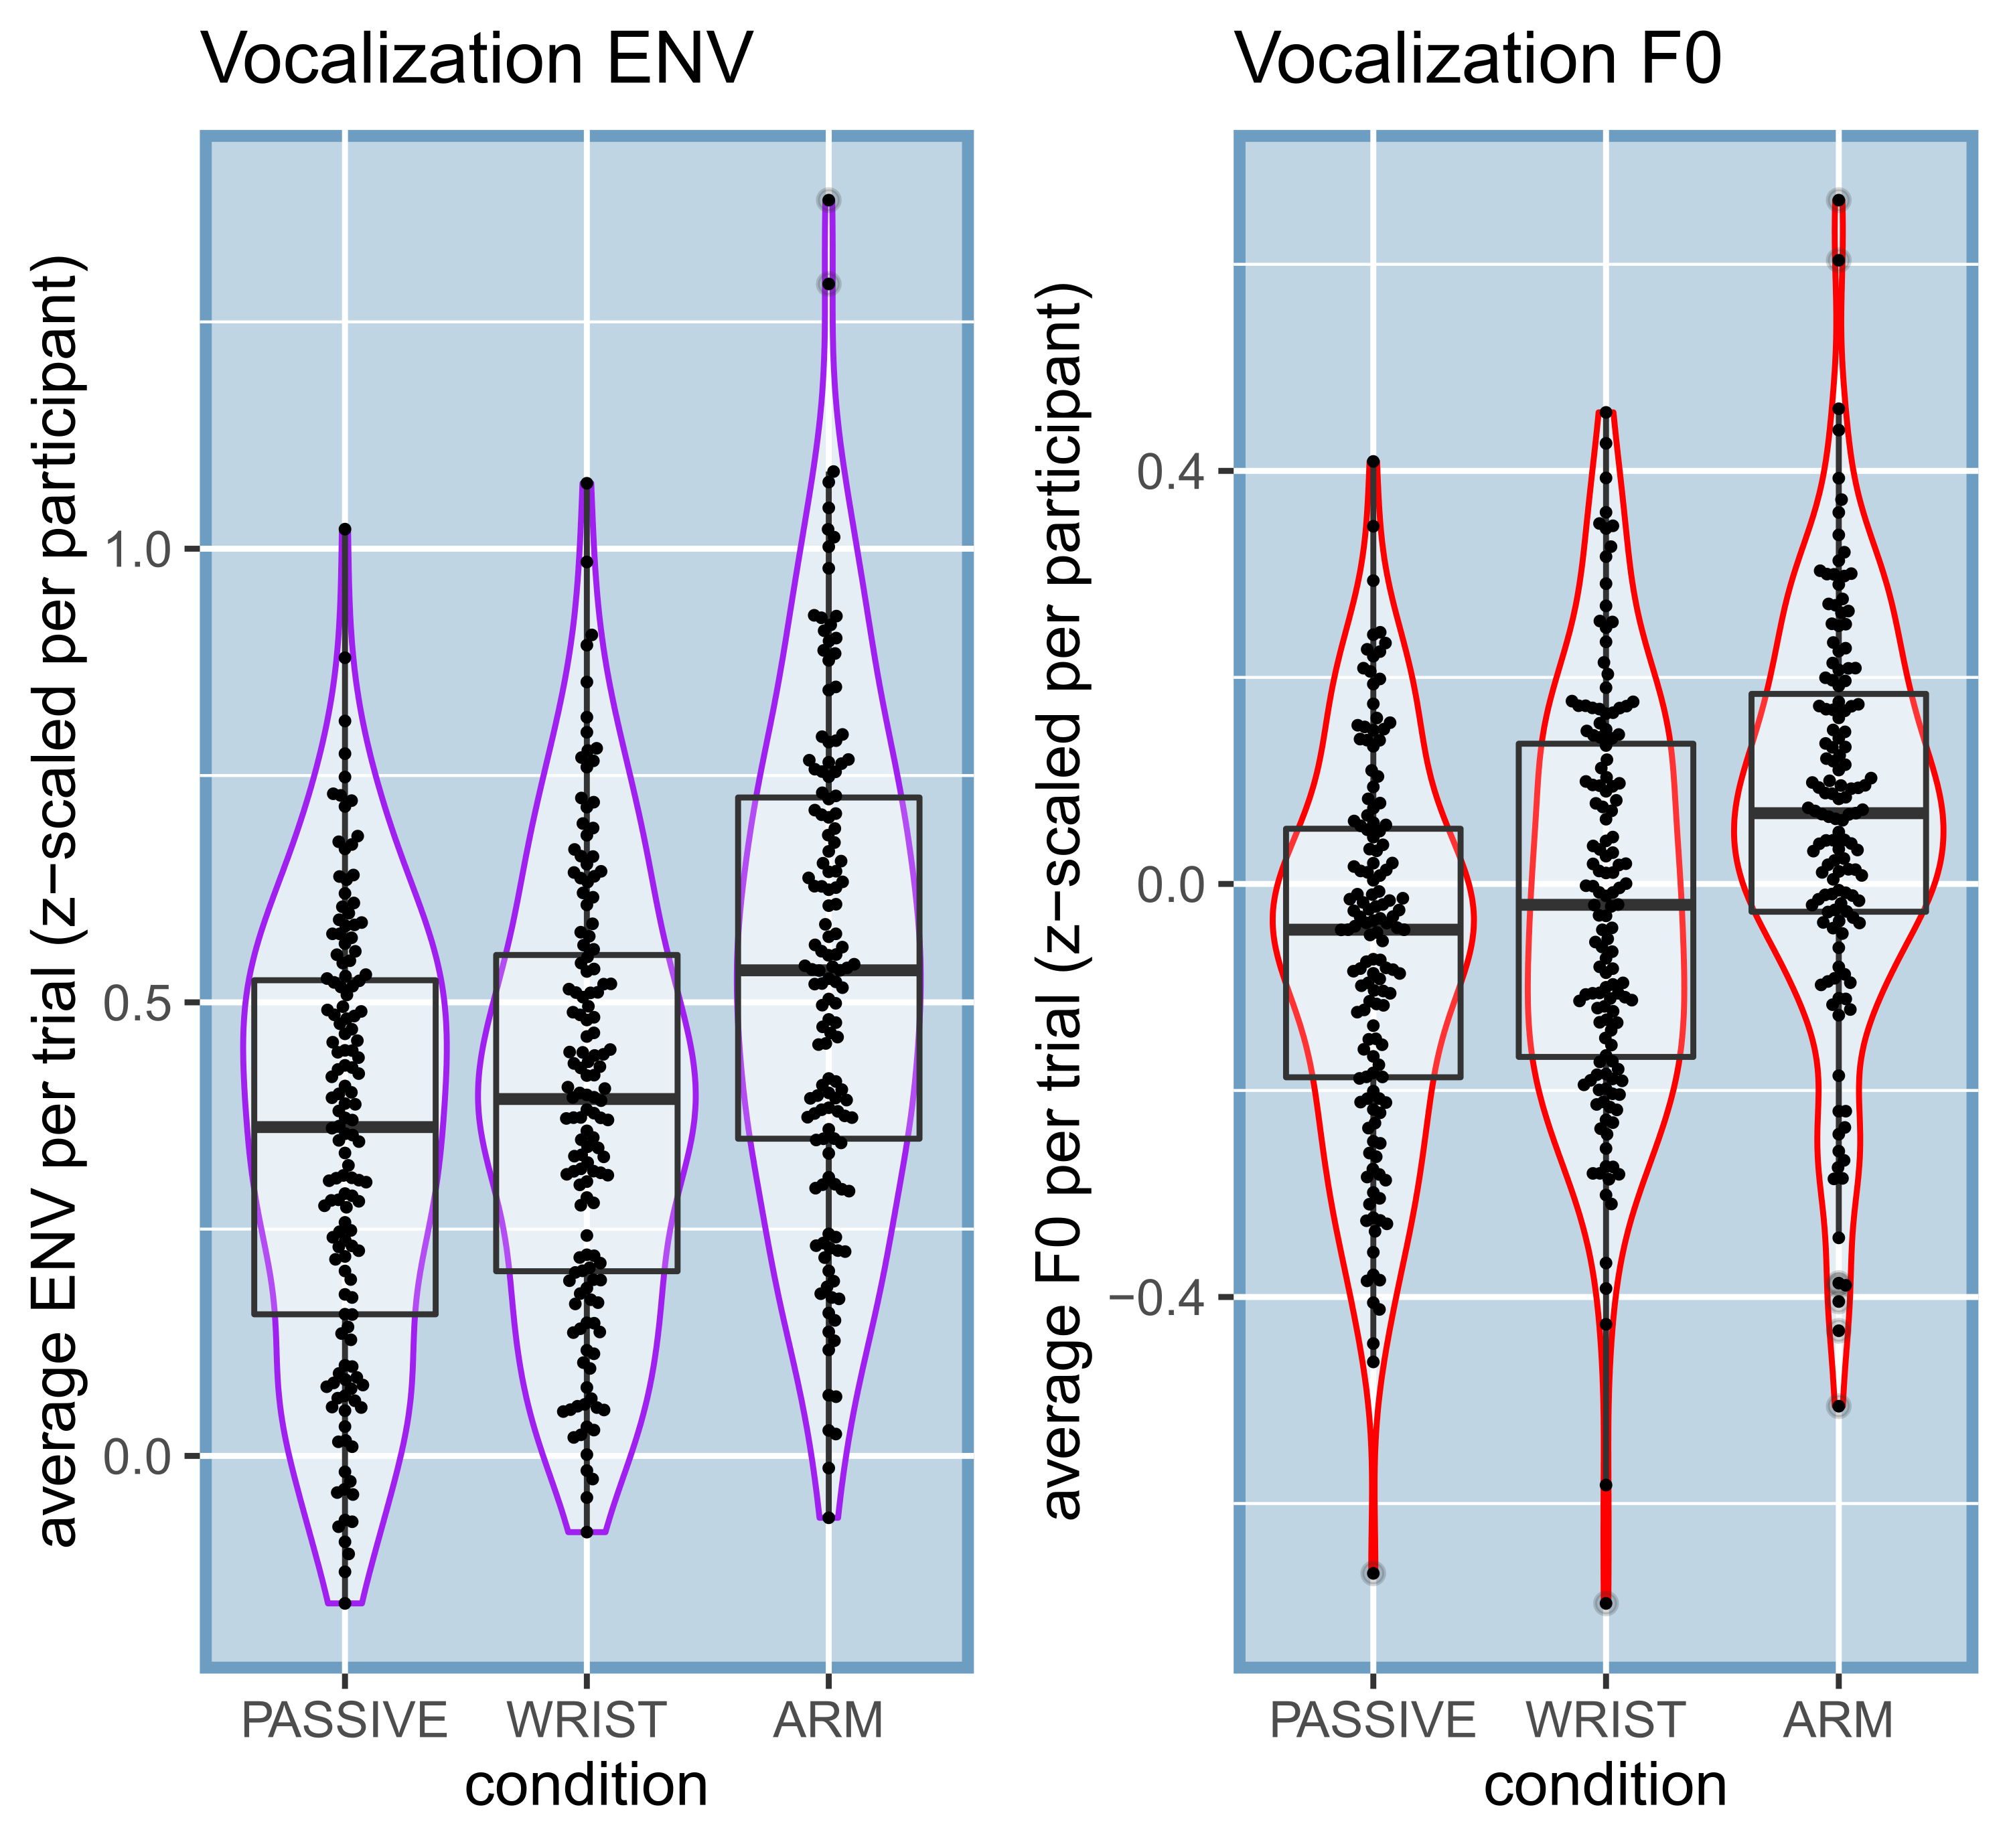 Vocalization ENV
average ENV per trial (z−scaled per participant)
1.0
0.5
0.0
PASSIVE WRIST ARM
condition
Vocalization F0
average F0 per trial (z−scaled per participant)
0.4
0.0
−0.4
PASSIVE WRIST ARM
condition